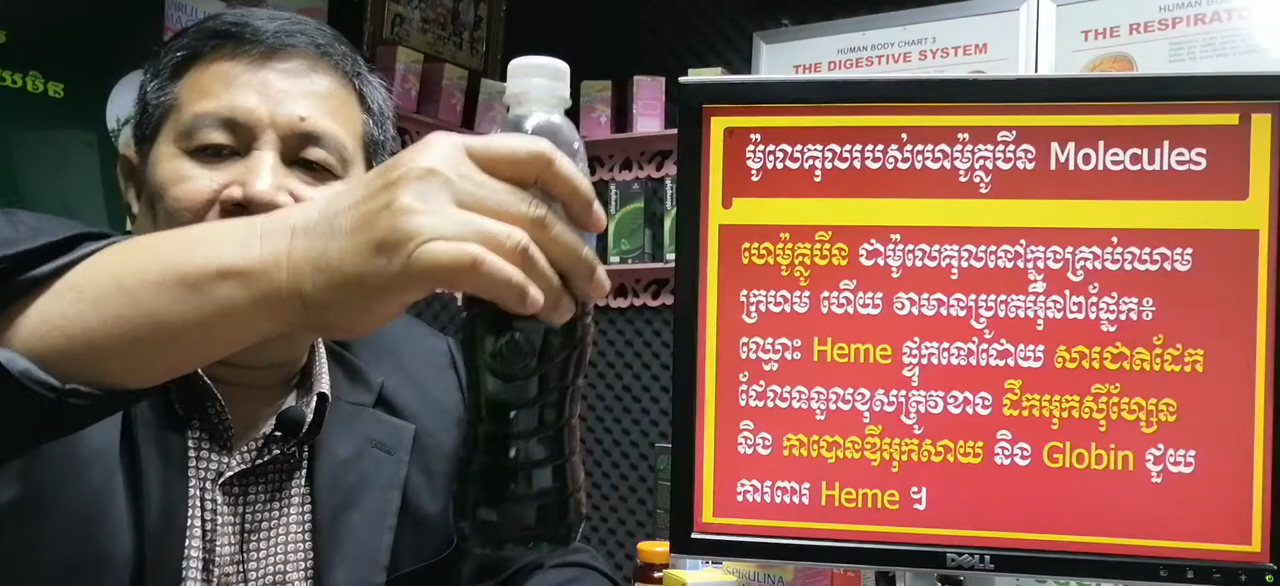 SPIRULINA
HUMAN BODY CHART 3
THE DIGESTIVE SYSTEM
HUMAN
THE RESPIRATO
ម៉ូលេគុលរបស់ហេម៉ូគ្លូប៊ីន Molecules
ហេម៉ូគ្លូប៊ីន ជាម៉ូលេគុលនៅក្នុងគ្រាប់ឈាម
ក្រហម ហើយ វាមានប្រូតេអ៊ីន២ផ្នែក៖
ឈ្មោះ Heme ផ្ទុកទៅដោយ សារជាតិដែក
ដែលទទួលខុសត្រូវខាង ដឹកអុកស៊ីហ្សែន
និង កាបោនឌីអុកសាយ និង Globin ជួយ
ការពារ Heme ។
DELL
SPIRULINA